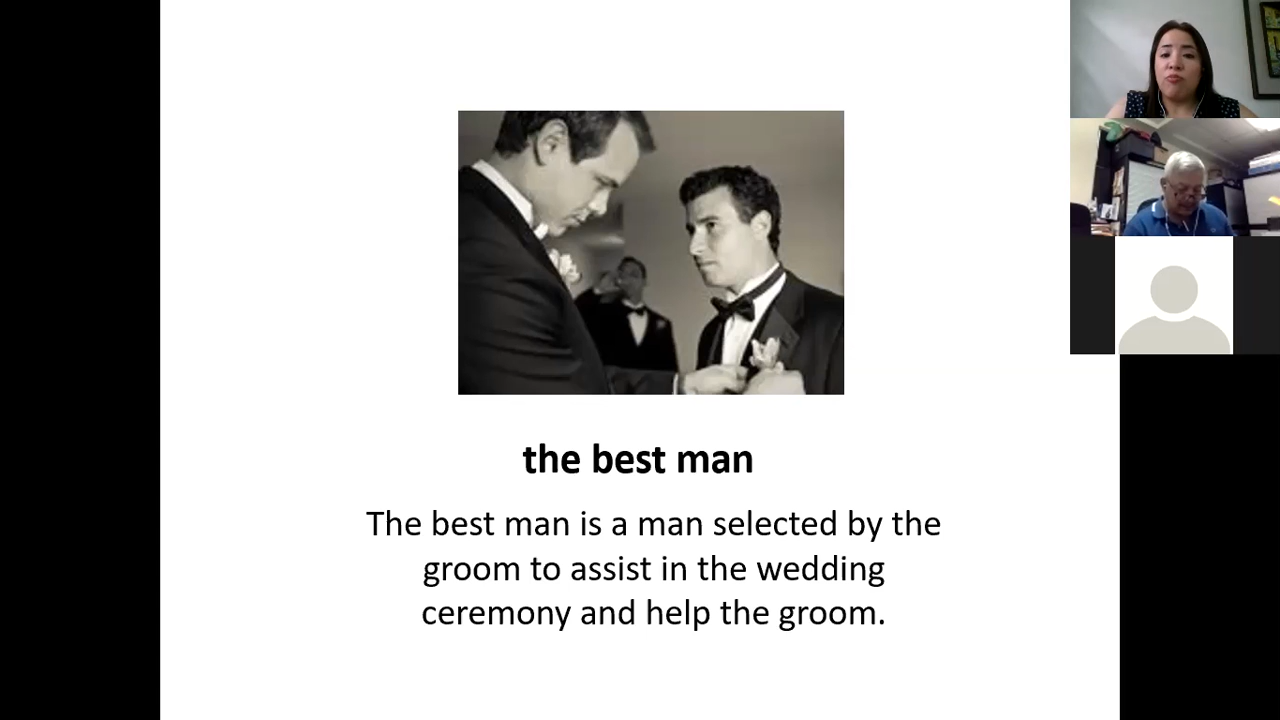 the best man
The best man is a man selected by the
groom to assist in the wedding
ceremony and help the groom.